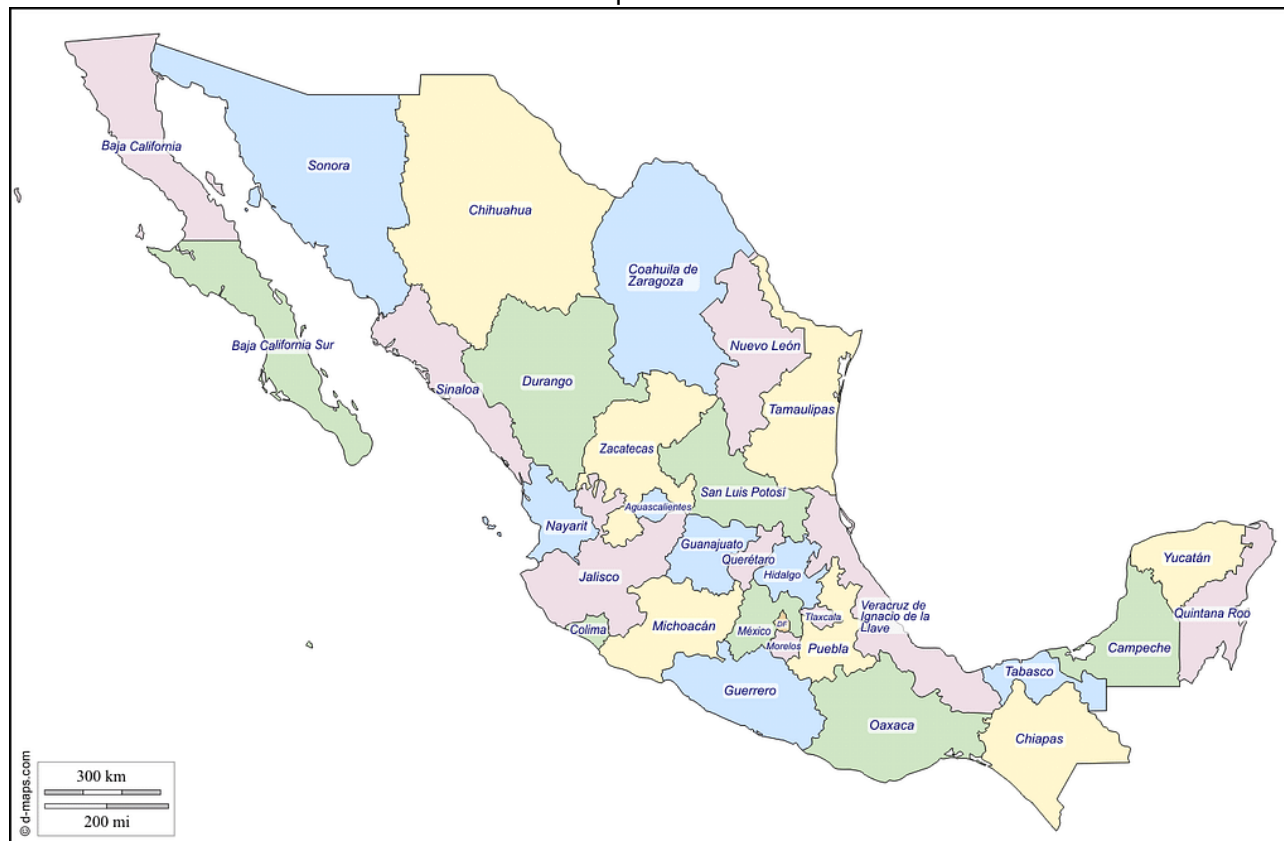 Baja California
Sonora
Chihuahua
Coahuila de
Zaragoza
Baja California Sur
Nuevo León
Sinaloa
Durango
Tamaulipas
Zacatecas
San Luis Potosí
Aguascalientes
Nayarit
Guanajuato
Querétaro
Hidalgo
Yucatán
Jalisco
Veracruz de
Ignacio de la
Llave
Quintana Roo
Colima
Michoacán
México
DF
Tlaxcala
Morelos
Puebla
Campeche
Tabasco
Guerrero
Oaxaca
Chiapas
© d-maps.com
300 km
200 mi